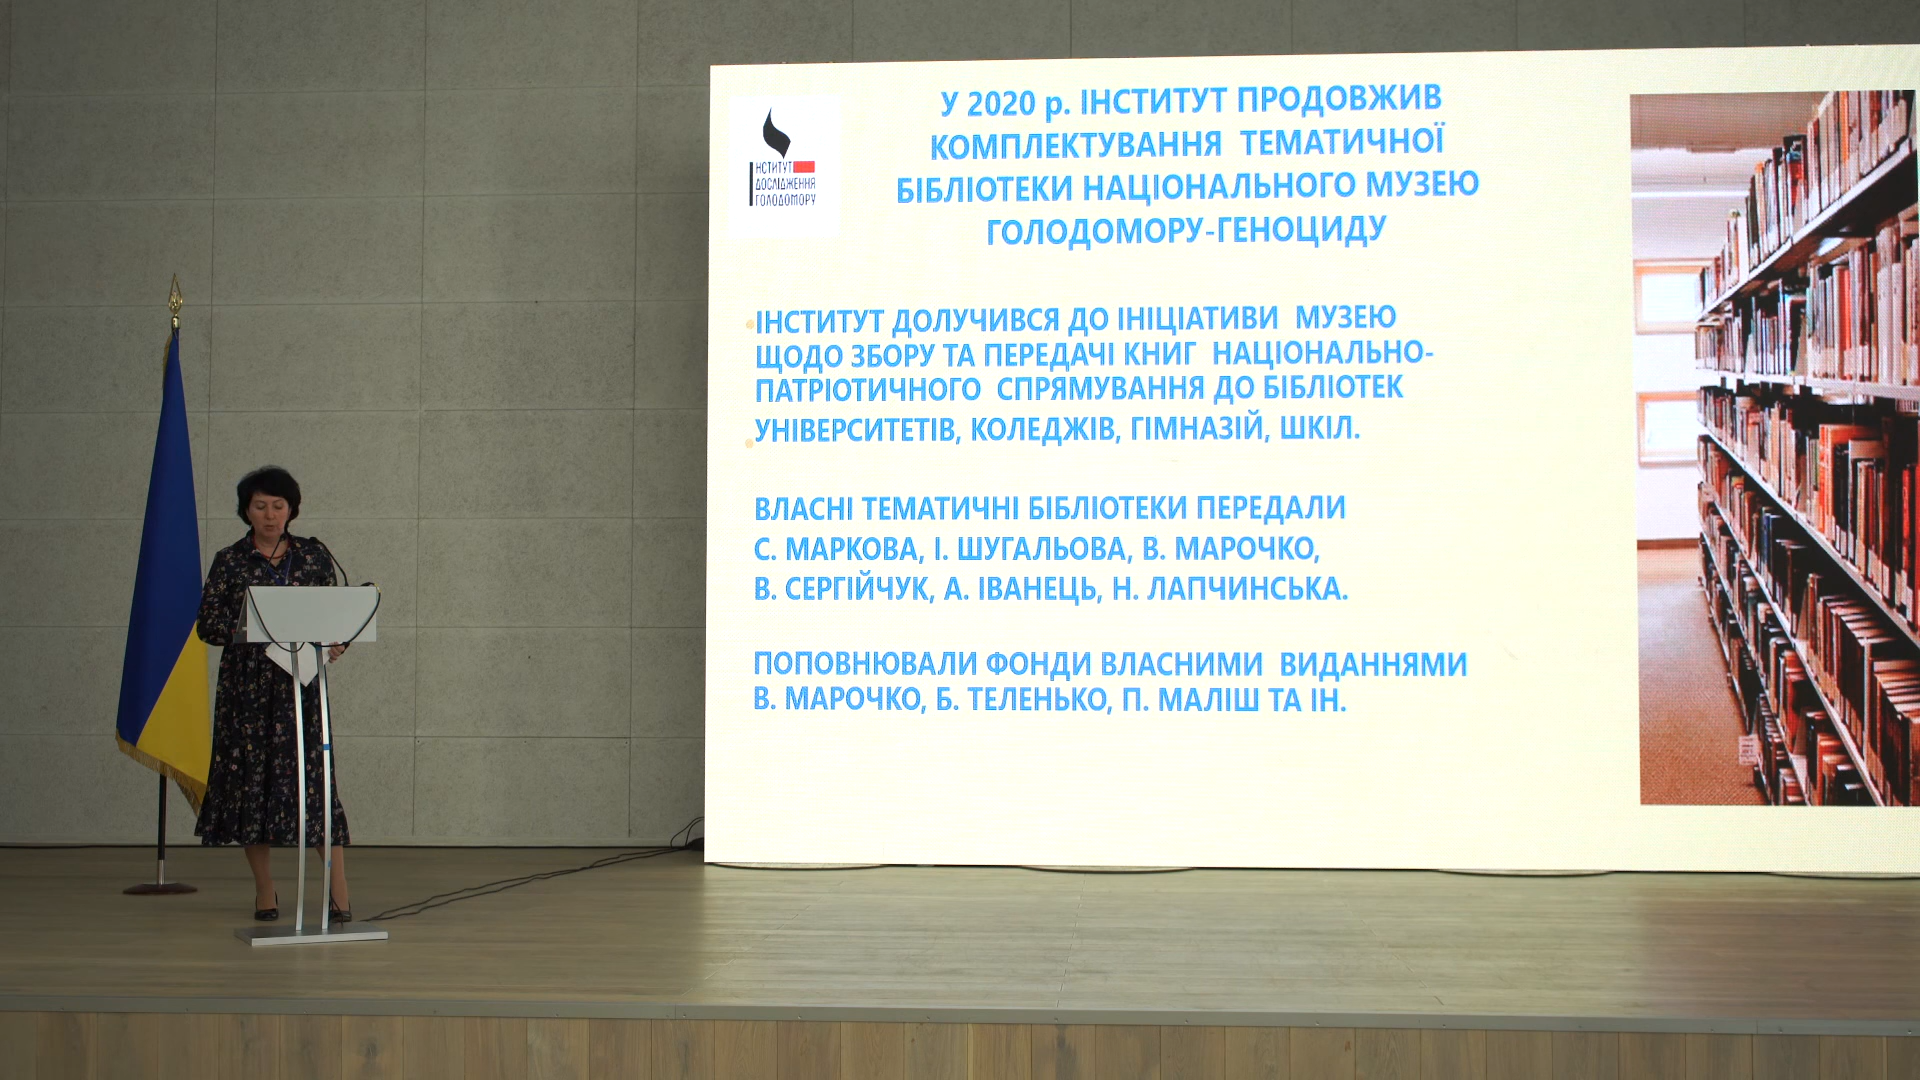 НСТИТУТ
ДОСЛІДЖЕННЯ
ГОЛОДОМОРУ
У 2020 р. ІНСТИТУТ ПРОДОВЖИВ
КОМПЛЕКТУВАННЯ ТЕМАТИЧНОЇ
БІБЛІОТЕКИ НАЦІОНАЛЬНОГО МУЗЕЮ
ГОЛОДОМОРУ-ГЕНОЦИДУ
ІНСТИТУТ ДОЛУЧИВСЯ ДО ІНІЦІАТИВИ МУЗЕЮ
ЩОДО ЗБОРУ ТА ПЕРЕДАЧІ КНИГ НАЦІОНАЛЬНО-
ПАТРІОТИЧНОГО СПРЯМУВАННЯ ДО БІБЛІОТЕК
УНІВЕРСИТЕТІВ, КОЛЕДЖІВ, ГІМНАЗІЙ, ШКІЛ.
ВЛАСНІ ТЕМАТИЧНІ БІБЛІОТЕКИ ПЕРЕДАЛИ
С. МАРКОВА, І. ШУГАЛЬОВА, В. МАРОЧКО,
В. СЕРГІЙЧУК, А. ІВАНЕЦЬ, Н. ЛАПЧИНСЬКА.
ПОПОВНЮВАЛИ ФОНДИ ВЛАСНИМИ ВИДАННЯМИ
В. МАРОЧКО, Б. ТЕЛЕНЬКО, П. МАЛІШ ТА ІН.